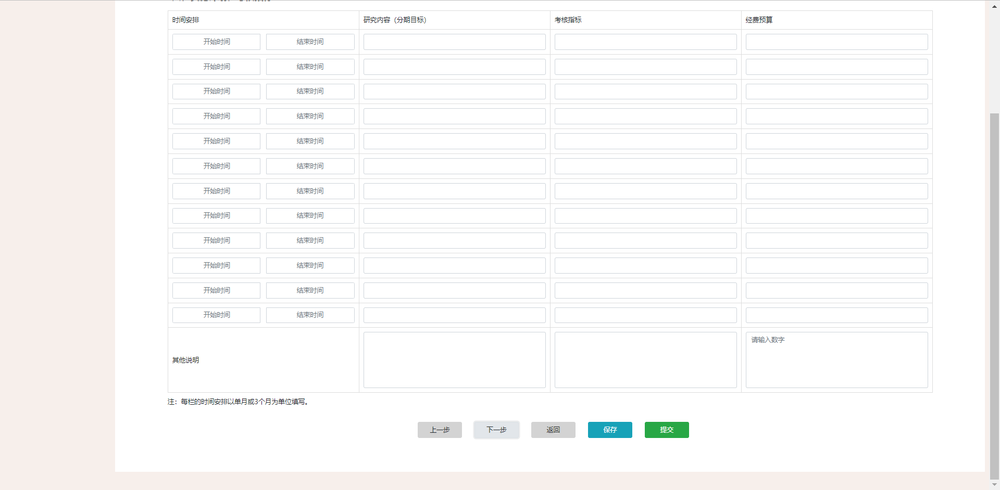 时间安排 研究内容（分期目标） 考核指标 经费预算
开始时间 结束时间
开始时间 结束时间
开始时间 结束时间
开始时间 结束时间
开始时间 结束时间
开始时间 结束时间
开始时间 结束时间
开始时间 结束时间
开始时间 结束时间
开始时间 结束时间
开始时间 结束时间
开始时间 结束时间
请输入数字
其他说明
注：每栏的时间安排以单月或3个月为单位填写。
上一步 下一步 返回 保存 提交